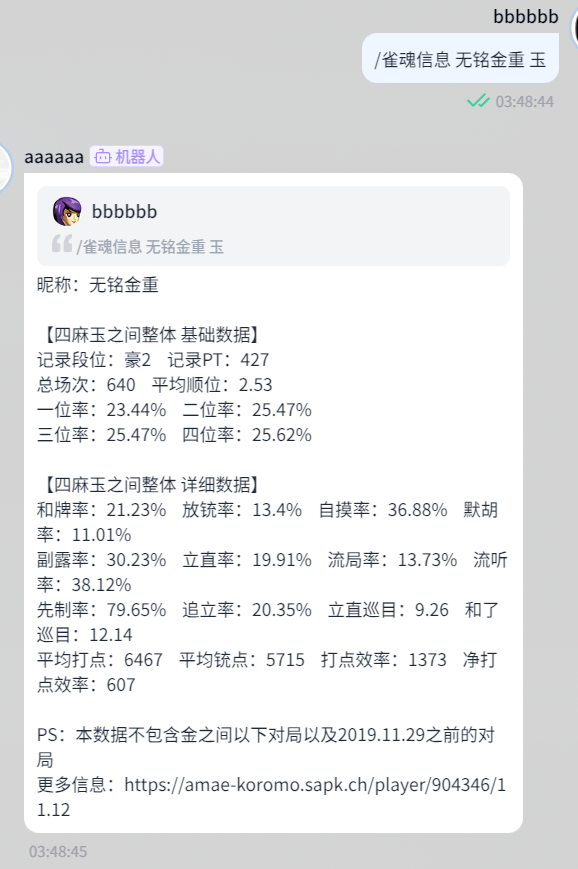 bbbbbb
/雀魂信息 无铭金重 玉
03:48:44
aaaaaa 机器人
bbbbbb
/雀魂信息 无铭金重 玉
昵称：无铭金重
【四麻玉之间整体 基础数据】
记录段位：豪2 记录PT：427
总场次：640 平均顺位：2.53
一位率：23.44% 二位率：25.47%
三位率：25.47% 四位率：25.62%
【四麻玉之间整体 详细数据】
和牌率：21.23% 放铳率：13.4% 自摸率：36.88% 默胡
率：11.01%
副露率：30.23% 立直率：19.91% 流局率：13.73% 流听
率：38.12%
先制率：79.65% 追立率：20.35% 立直巡目：9.26 和了
巡目：12.14
平均打点：6467 平均铳点：5715 打点效率：1373 净打
点效率：607
PS：本数据不包含金之间以下对局以及2019.11.29之前的对
局
更多信息：https://amae-koromo.sapk.ch/player/904346/1
1.12
03:48:45